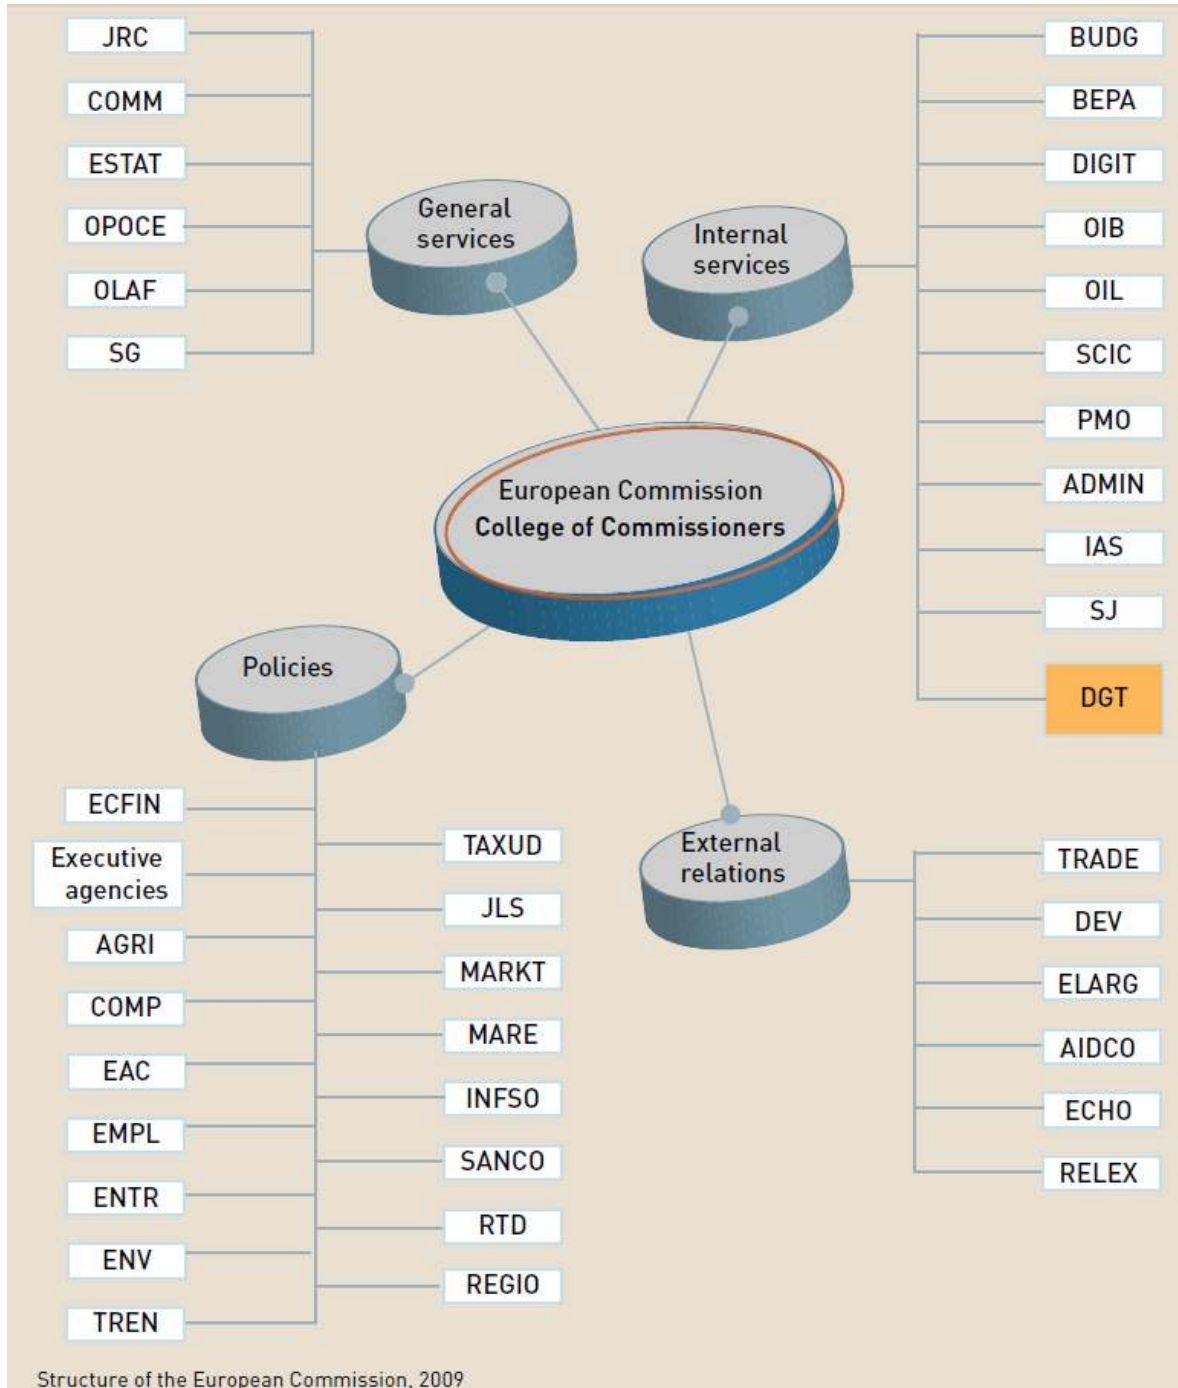 JRC
COMM
ESTAT
OPOCE
OLAF
SG
General
services
Internal
services
BUDG
BEPA
DIGIT
OIB
OIL
SCIC
PMO
ADMIN
IAS
SJ
DGT
European Commission
College of Commissioners
Policies
ECFIN
Executive
agencies
AGRI
COMP
EAC
EMPL
ENTR
ENV
TREN
TAXUD
JLS
MARKT
MARE
INFSO
SANCO
RTD
REGIO
External
relations
TRADE
DEV
ELARG
AIDCO
ECHO
RELEX
Structure of the European Commission, 2009